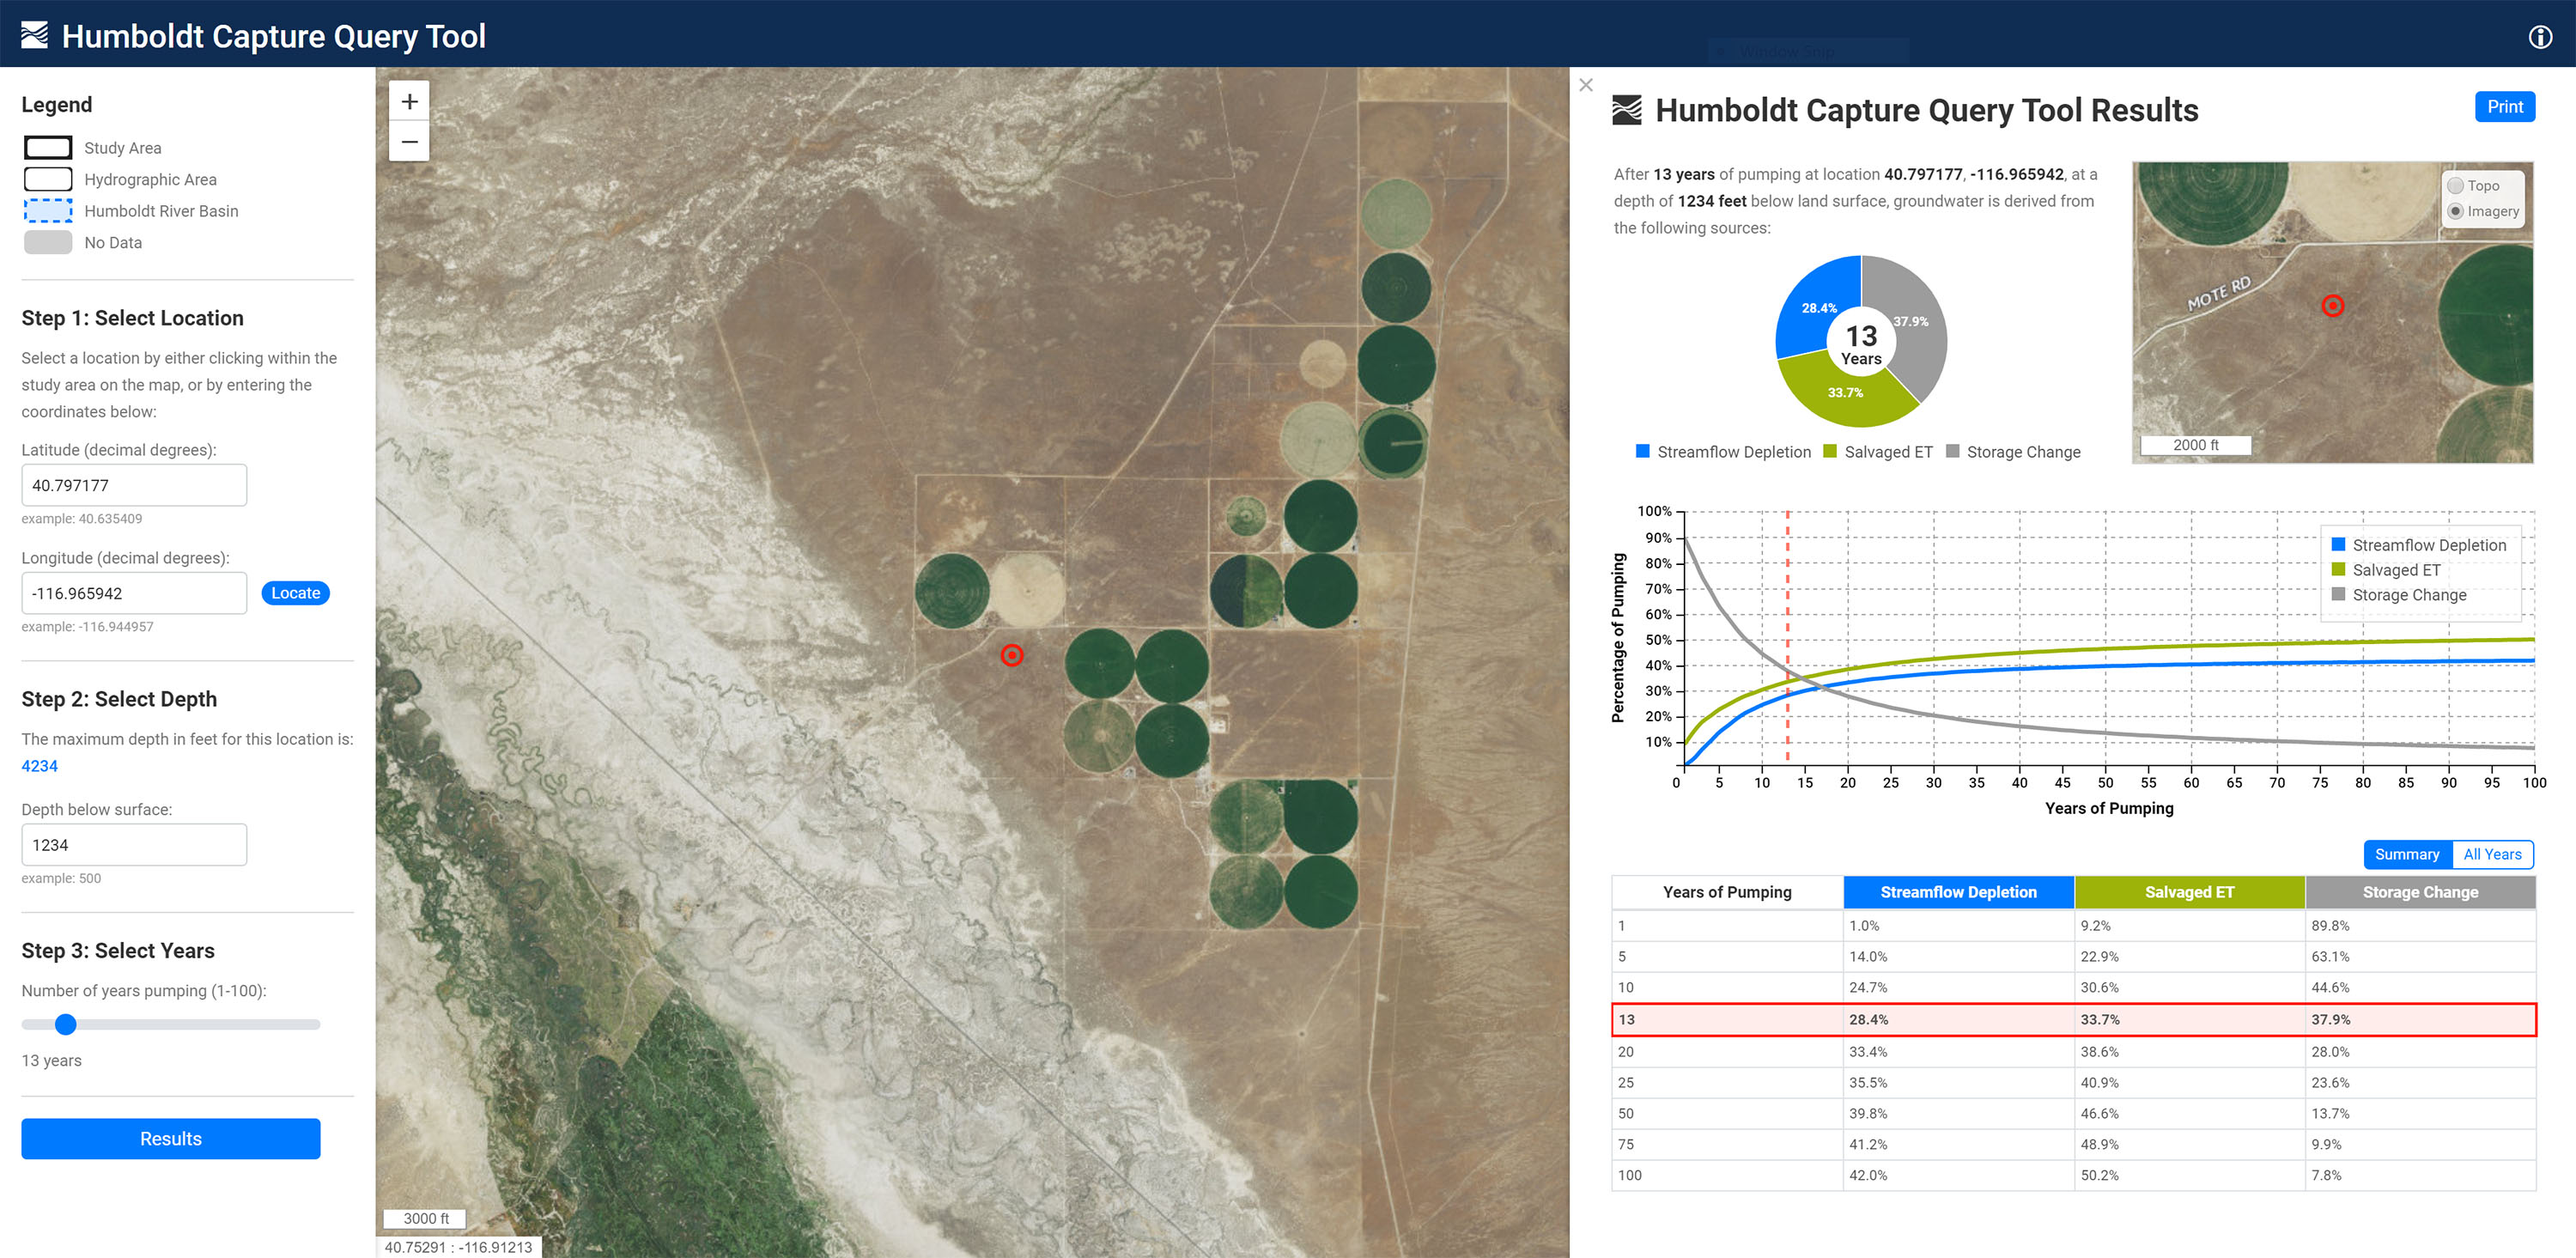 Humboldt Capture Query Tool
Legend
Study Area
Hydrographic Area
Humboldt River Basin
No Data
Step 1: Select Location
Select a location by either clicking within the
study area on the map, or by entering the
coordinates below:
Latitude (decimal degrees):
40.797177
example: 40.635409
Longitude (decimal degrees):
-116.965942 Locate
example: -116.944957
Step 2: Select Depth
The maximum depth in feet for this location is:
4234
Depth below surface:
1234
example: 500
Step 3: Select Years
Number of years pumping (1-100):
13 years
Results
+
−
3000 ft
40.75291 : -116.91213
Window Snip
Humboldt Capture Query Tool Results
Print
After 13 years of pumping at location 40.797177, -116.965942, at a
depth of 1234 feet below land surface, groundwater is derived from
the following sources:
28.4%
37.9%
33.7%
13
Years
Streamflow Depletion Salvaged ET Storage Change
Topo
Imagery
MOTE RD
2000 ft
Percentage of Pumping
100%
90%
80%
70%
60%
50%
40%
30%
20%
10%
0 5 10 15 20 25 30 35 40 45 50 55 60 65 70 75 80 85 90 95 100
Years of Pumping
Streamflow Depletion
Salvaged ET
Storage Change
Summary All Years
Years of Pumping Streamflow Depletion Salvaged ET Storage Change
1 1.0% 9.2% 89.8%
5 14.0% 22.9% 63.1%
10 24.7% 30.6% 44.6%
13 28.4% 33.7% 37.9%
20 33.4% 38.6% 28.0%
25 35.5% 40.9% 23.6%
50 39.8% 46.6% 13.7%
75 41.2% 48.9% 9.9%
100 42.0% 50.2% 7.8%